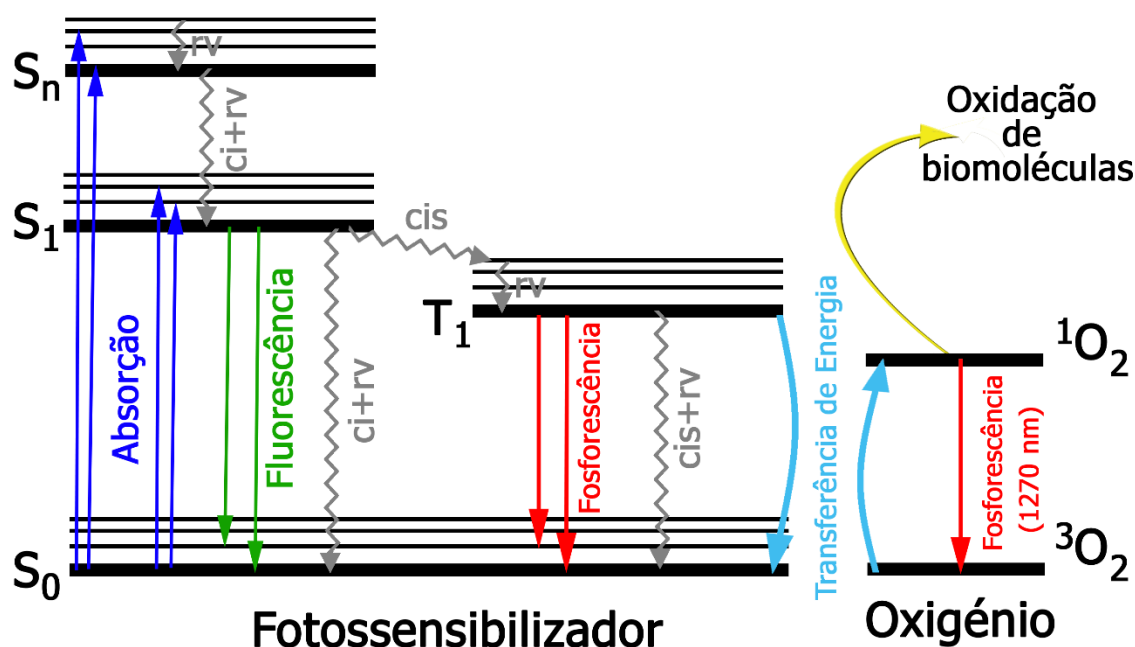 rv
Sₙ
ci+rv
Oxidação
de
biomoléculas
S₁
cis
rv
T₁
Absorção
Fluorescência
ci+rv
Fosforescência
cis+rv
Transferência de Energia
¹O₂
Fosforescência
(1270 nm)
³O₂
S₀
Fotossensibilizador
Oxigénio